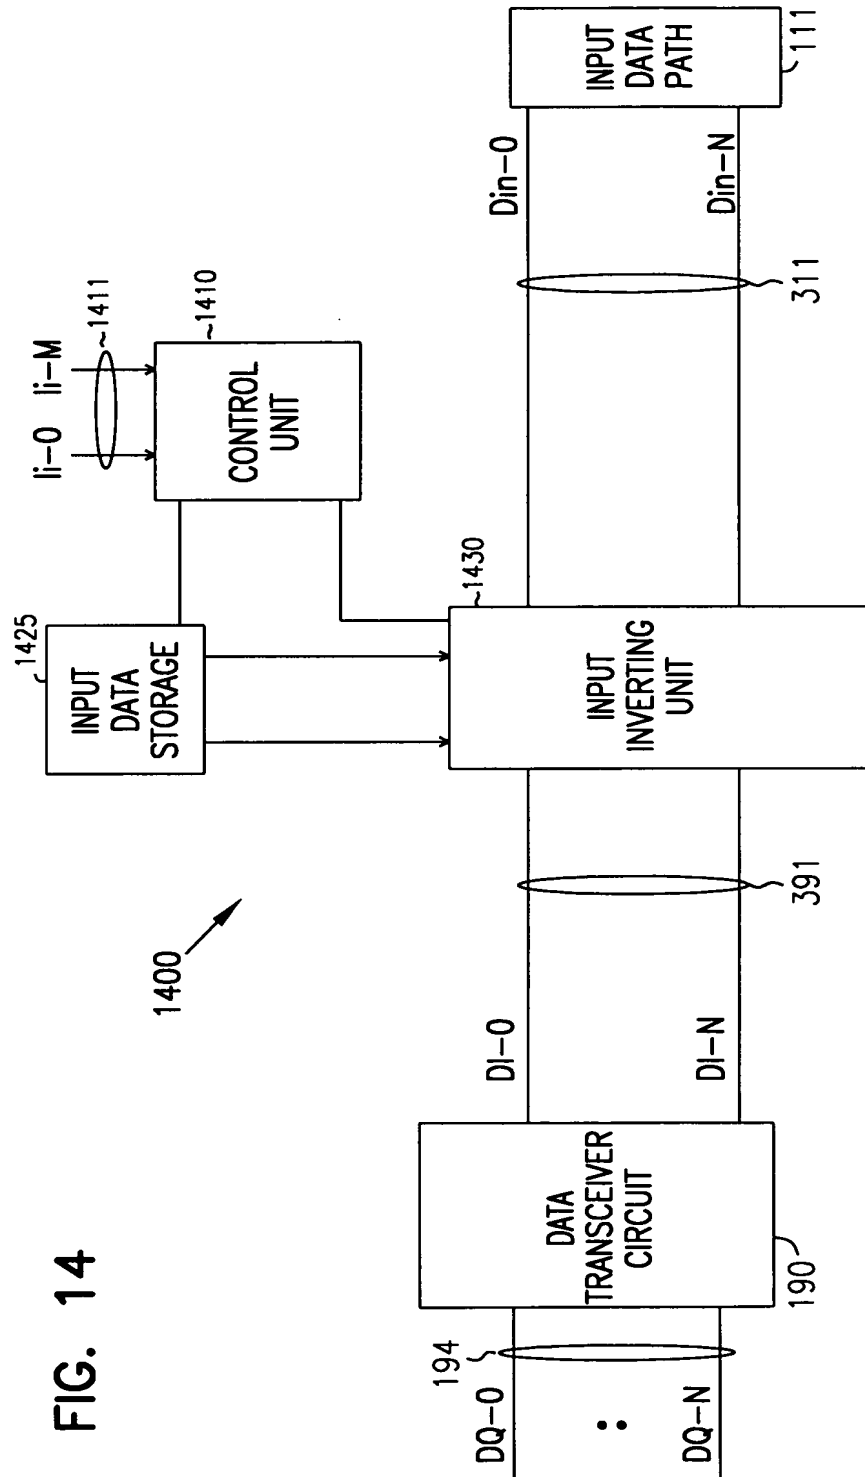 FIG. 14
1400
1425
INPUT
DATA
STORAGE
Ii-0 Ii-M
1411
1410
CONTROL
UNIT
1430
INPUT
INVERTING
UNIT
DQ-0
DQ-N
194
:
DATA
TRANSCEIVER
CIRCUIT
190
DI-0
DI-N
391
Din-0
Din-N
311
INPUT
DATA
PATH
111